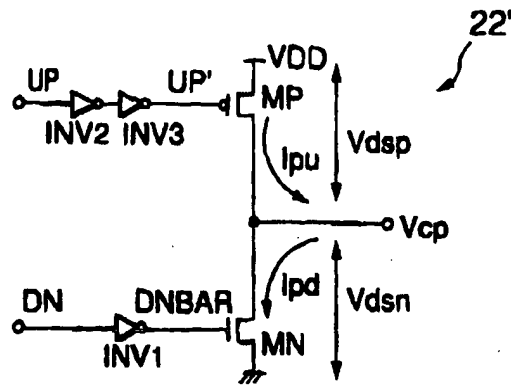 22'
VDD
UP
UP'
MP
INV2
INV3
Ipu
Vdsp
Vcp
DN
DNBAR
Ipd
Vdsn
INV1
MN